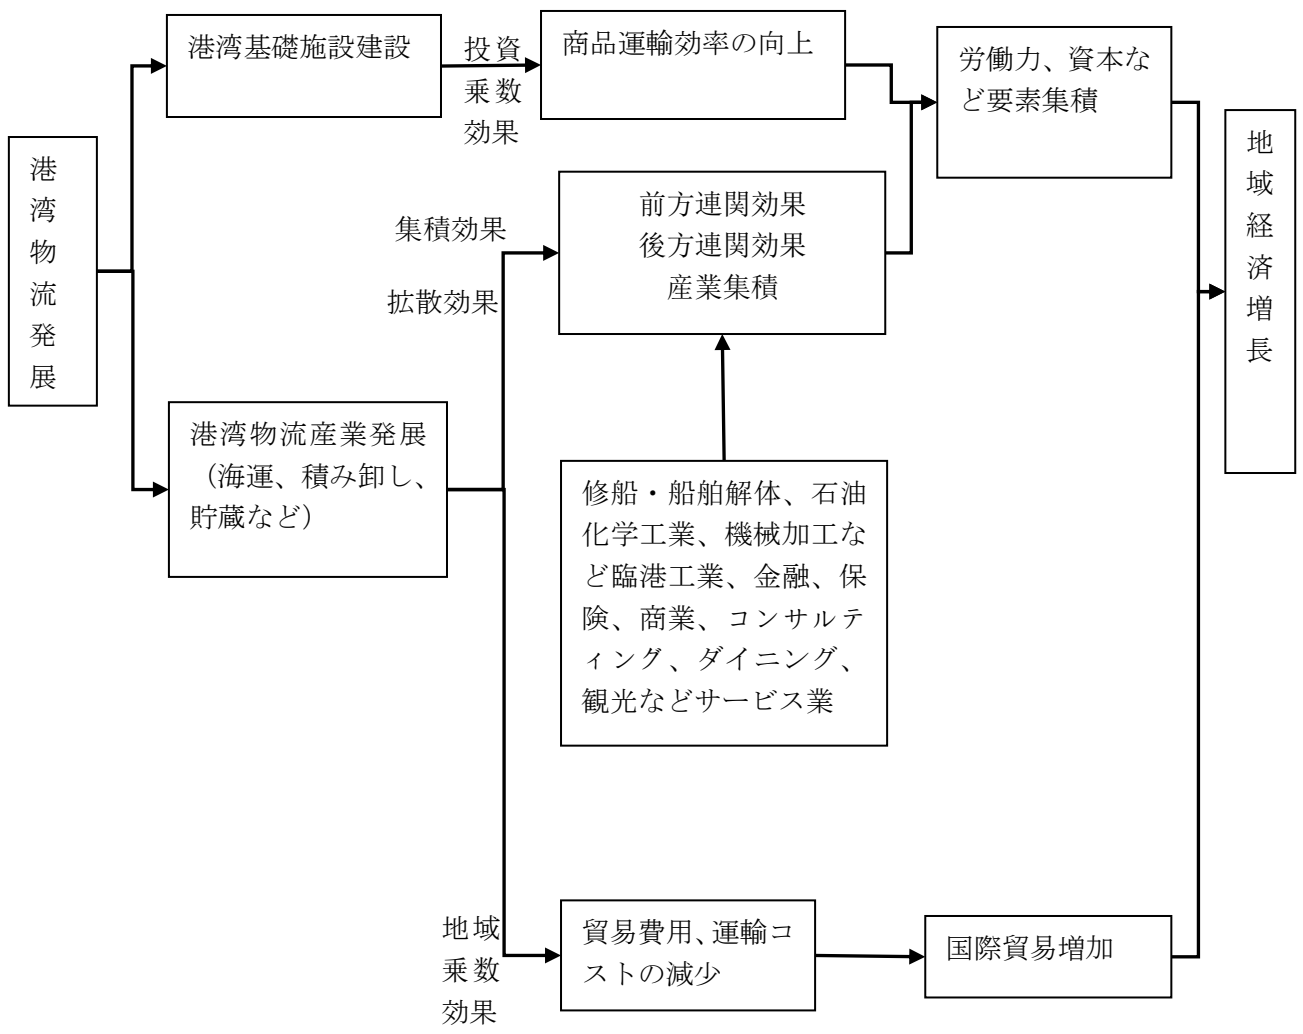 港湾物流発展
港湾基礎施設建設
投資
乗数
効果
商品運輸効率の向上
労働力、資本な
ど要素集積
地域経済増長
集積効果
拡散効果
前方連関効果
後方連関効果
産業集積
港湾物流産業発展
（海運、積み卸し、
貯蔵など）
修船・船舶解体、石油
化学工業、機械加工な
ど臨港工業、金融、保
険、商業、コンサルテ
ィング、ダイニング、
観光などサービス業
地域
乗数
効果
貿易費用、運輸コ
ストの減少
国際貿易増加